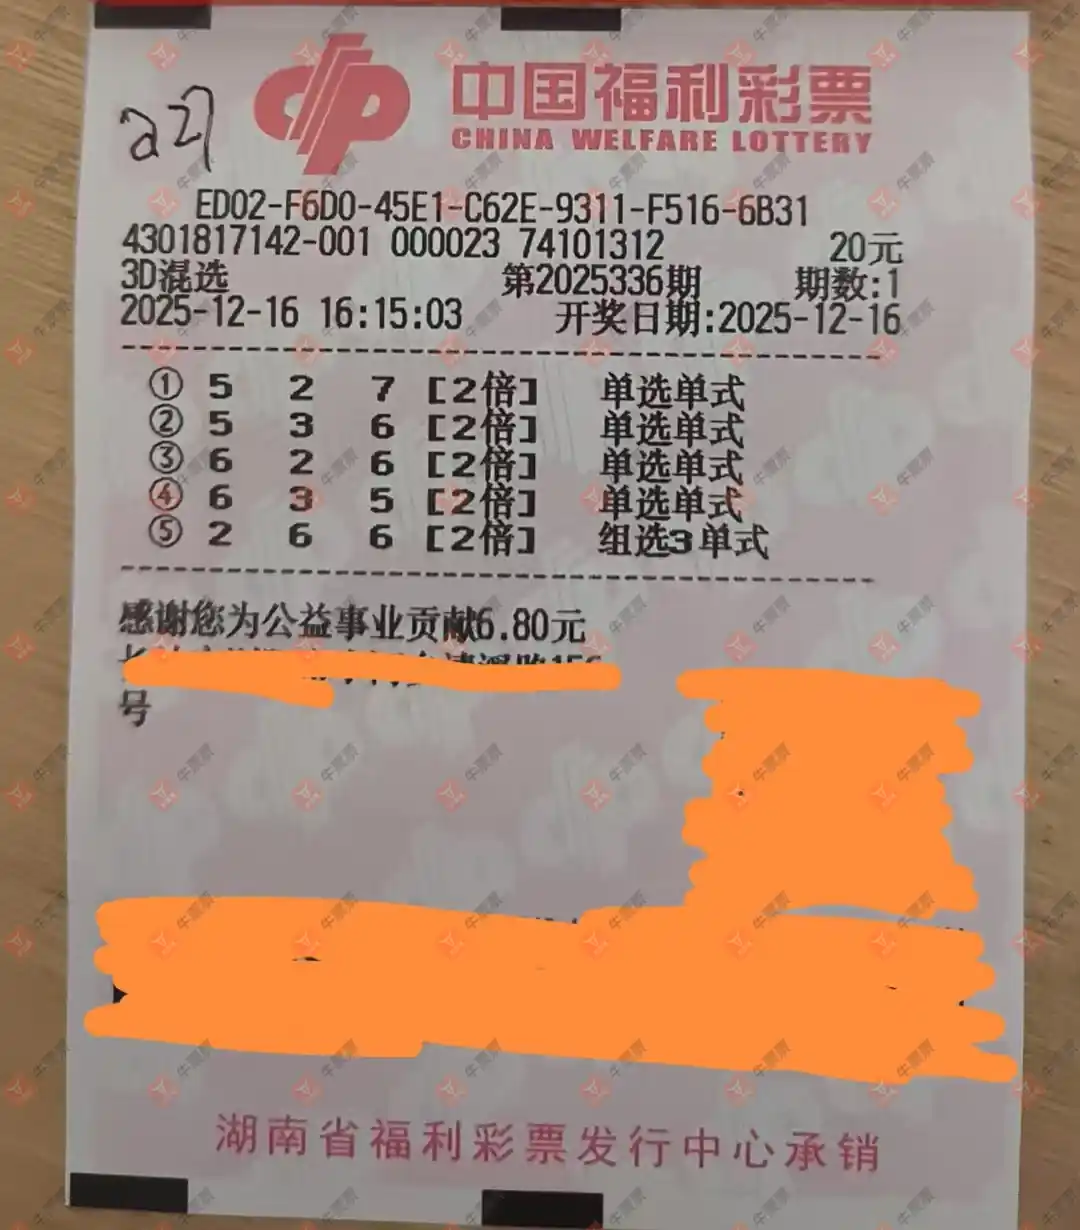 a27
中国福利彩票
CHINA WELFARE LOTTERY
ED02-F6D0-45E1-C62E-9311-F516-6B31
4301817142-001 000023 74101312 20元
3D混选 第2025336期 期数:1
2025-12-16 16:15:03 开奖日期:2025-12-16
① 5 2 7 [2倍] 单选单式
② 5 3 6 [2倍] 单选单式
③ 6 2 6 [2倍] 单选单式
④ 6 3 5 [2倍] 单选单式
⑤ 2 6 6 [2倍] 组选3单式
感谢您为公益事业贡献6.80元
号
湖南省福利彩票发行中心承销
牛票票